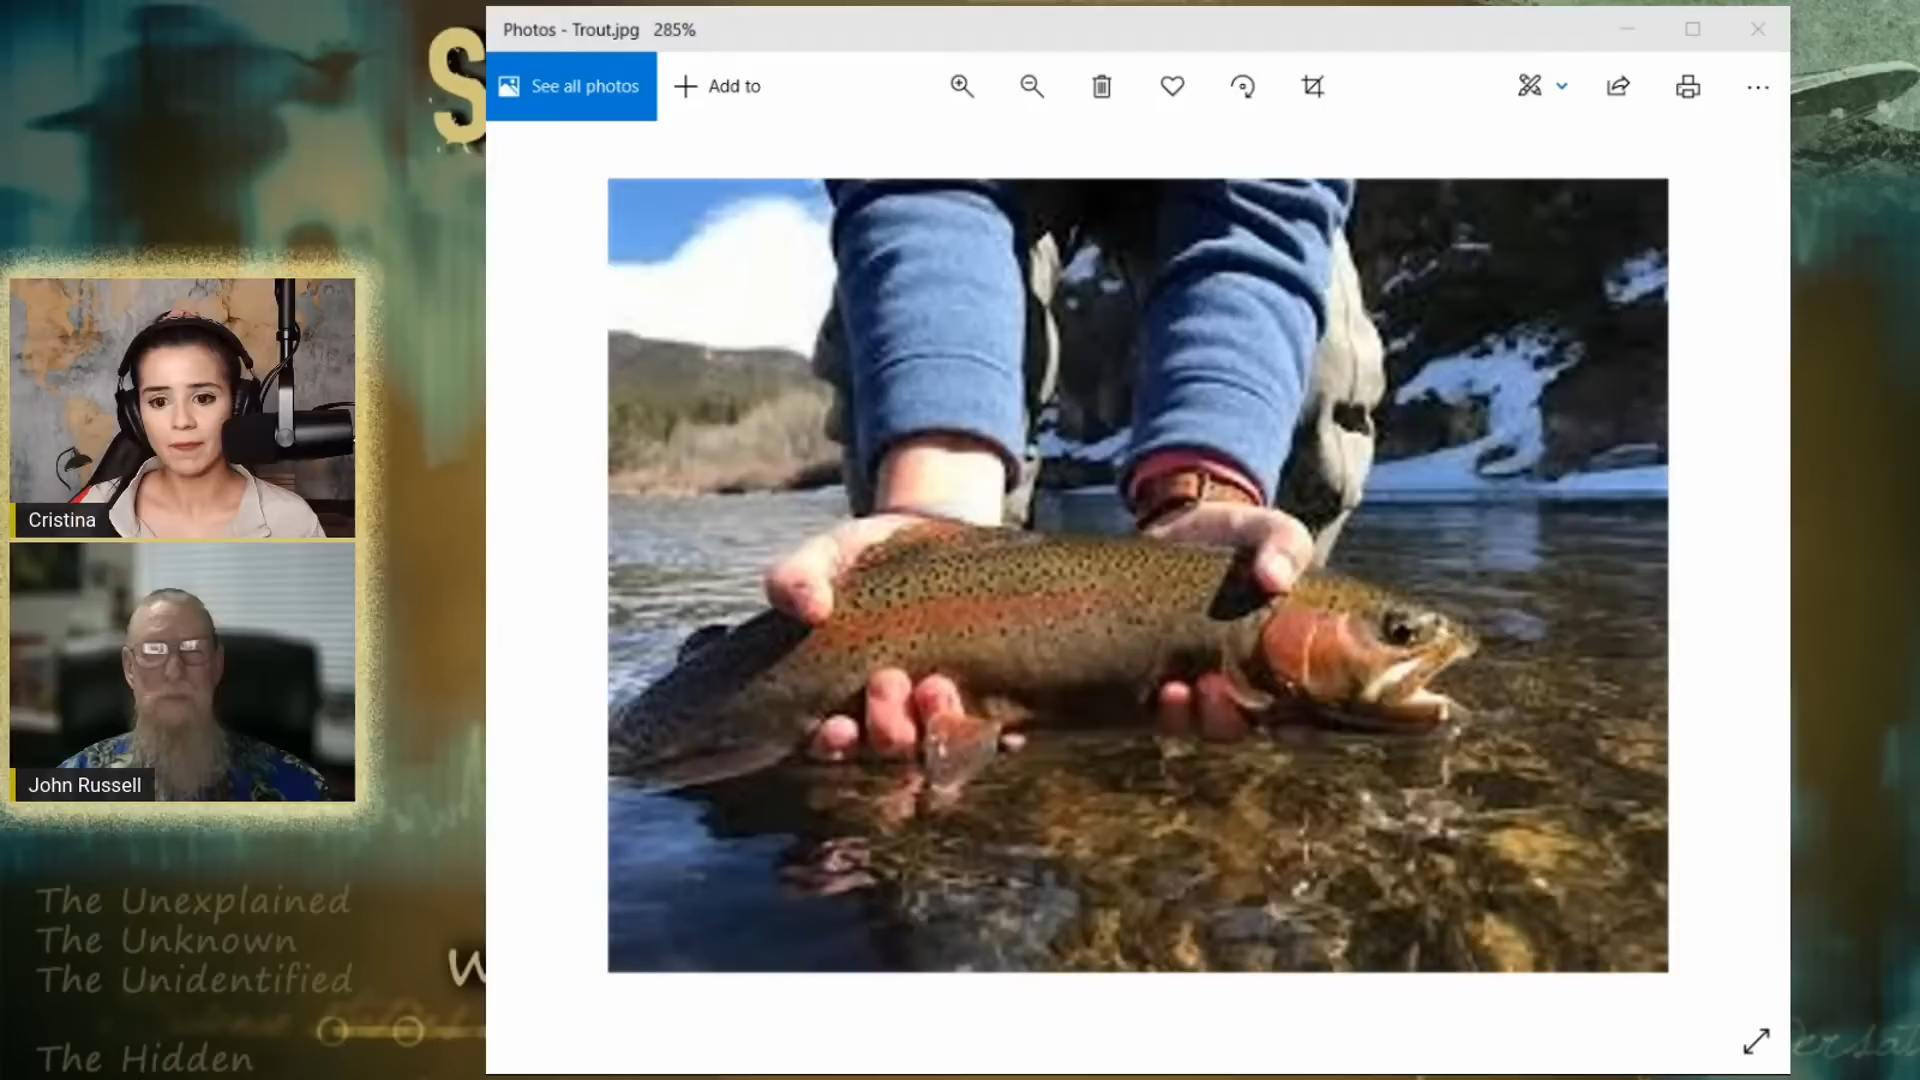 Photos - Trout.jpg 285%
See all photos
Add to
S
Cristina
John Russell
The Unexplained
The Unknown
The Unidentified
The Hidden
W